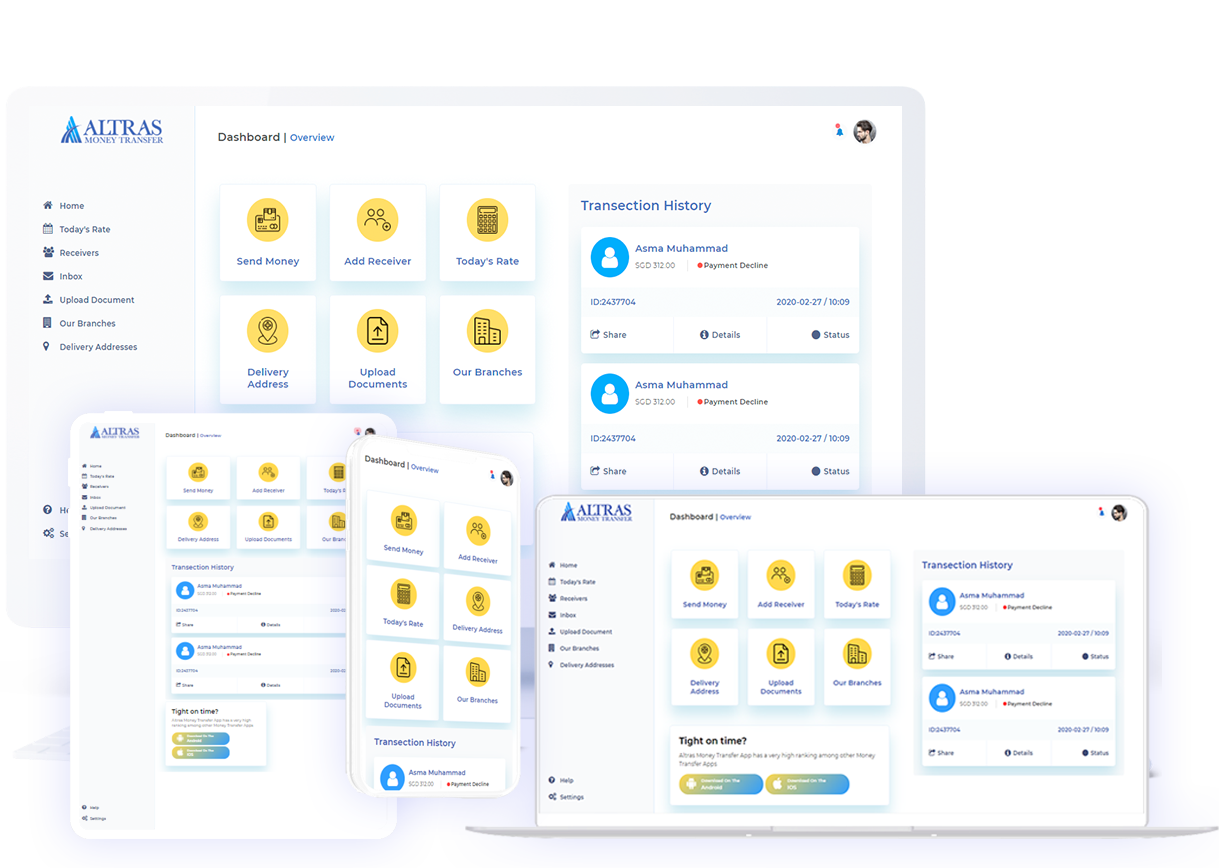 ALTRAS
MONEY TRANSFER
Dashboard | Overview
Home
Today's Rate
Receivers
Inbox
Upload Document
Our Branches
Delivery Addresses
Send Money
Add Receiver
Today's Rate
Delivery
Address
Upload
Documents
Our Branches
Transection History
Asma Muhammad
SGD 312.00 Payment Decline
ID:2437704 2020-02-27 / 10:09
Share Details Status
Asma Muhammad
SGD 312.00 Payment Decline
ID:2437704 2020-02-27 / 10:09
Share Details Status
ALTRAS
MONEY TRANSFER
Dashboard | Overview
Home
Today's Rate
Receivers
Inbox
Upload Document
Our Branches
Delivery Addresses
Send Money
Add Receiver
Delivery Address
Upload Documents
Transection History
Asma Muhammad
SGD 312.00 Payment Decline
ID:2437704
Share Details
Asma Muhammad
SGD 312.00 Payment Decline
ID:2437704
Share Details
Tight on time?
Altras Money Transfer App has a very high
ranking among other Money Transfer Apps
Download On The
Android
Download On The
iOS
Help
Settings
Dashboard | Overview
Send Money
Add Receiver
Today's Rate
Delivery Address
Upload
Documents
Our Branches
Transection History
Asma Muhammad
SGD 312.00 Payment Decline
ALTRAS
MONEY TRANSFER
Dashboard | Overview
Home
Today's Rate
Receivers
Inbox
Upload Document
Our Branches
Delivery Addresses
Help
Settings
Send Money
Add Receiver
Today's Rate
Delivery
Address
Upload
Documents
Our Branches
Tight on time?
Altras Money Transfer App has a very high ranking among other Money
Transfer Apps
Download On The
Android
Download On The
iOS
Transection History
Asma Muhammad
SGD 312.00 Payment Decline
ID:2437704 2020-02-27 / 10:09
Share Details Status
Asma Muhammad
SGD 312.00 Payment Decline
ID:2437704 2020-02-27 / 10:09
Share Details Status